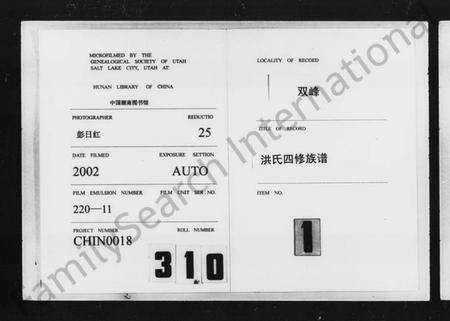 MICROFILMED BY THE
GENEALOGICAL SOCIETY OF UTAH
SALT LAKE CITY, UTAH AT:
HUNAN LIBRARY OF CHINA
中国湖南图书馆
PHOTOGRAPHER REDUCTIO
彭日红 25
DATE FILMED EXPOSURE SETTION
2002 AUTO
FILM EMULSION NUMBER FILM UNIT SER. NO.
220—11
PROJECT NUMBER ROLL NUMBER
CHIN0018
310
LOCALITY OF RECORD
双峰
TITLE OF RECORD
洪氏四修族谱
ITEM NO.
1
FamilySearch International